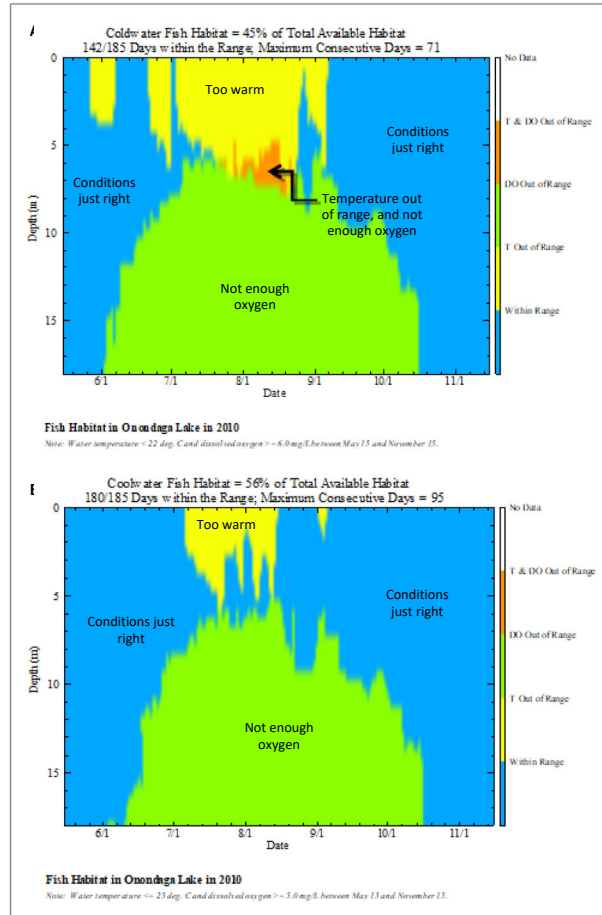 Coldwater Fish Habitat = 45% of Total Available Habitat
142/185 Days within the Range; Maximum Consecutive Days = 71
0
5
10
15
Depth (m)
Too warm
Conditions
just right
Conditions
just right
Temperature out
of range, and not
enough oxygen
Not enough
oxygen
6/1
7/1
8/1
9/1
10/1
11/1
Date
No Data
T & DO Out of Range
DO Out of Range
T Out of Range
Within Range
Fish Habitat in Onondaga Lake in 2010
Note: Water temperature < 22 deg. C and dissolved oxygen >= 6.0 mg/L between May 15 and November 15.
Coolwater Fish Habitat = 56% of Total Available Habitat
180/185 Days within the Range; Maximum Consecutive Days = 95
0
5
10
15
Depth (m)
Too warm
Conditions just
right
Conditions
just right
Not enough
oxygen
6/1
7/1
8/1
9/1
10/1
11/1
Date
No Data
T & DO Out of Range
DO Out of Range
T Out of Range
Within Range
Fish Habitat in Onondaga Lake in 2010
Note: Water temperature <= 25 deg. C and dissolved oxygen >= 5.0 mg/L between May 15 and November 15.